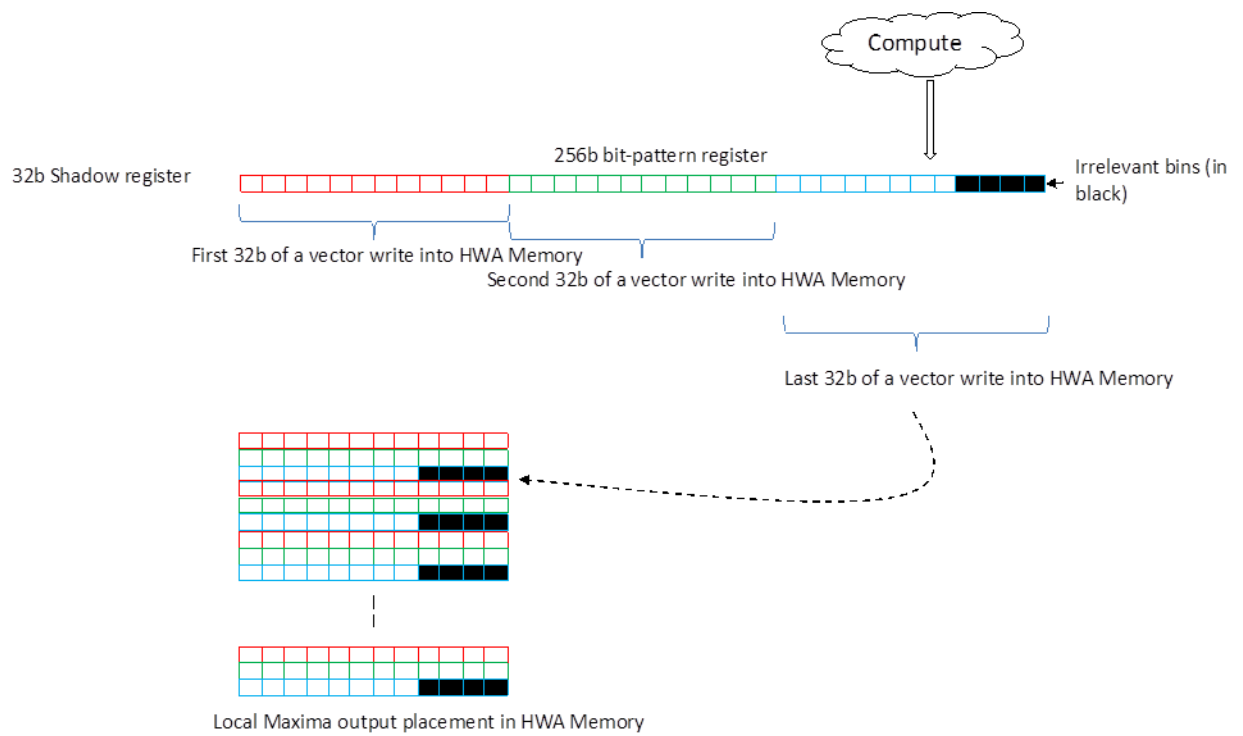 Compute
256b bit-pattern register
32b Shadow register
Irrelevant bins (in
black)
First 32b of a vector write into HWA Memory
Second 32b of a vector write into HWA Memory
Last 32b of a vector write into HWA Memory
Local Maxima output placement in HWA Memory